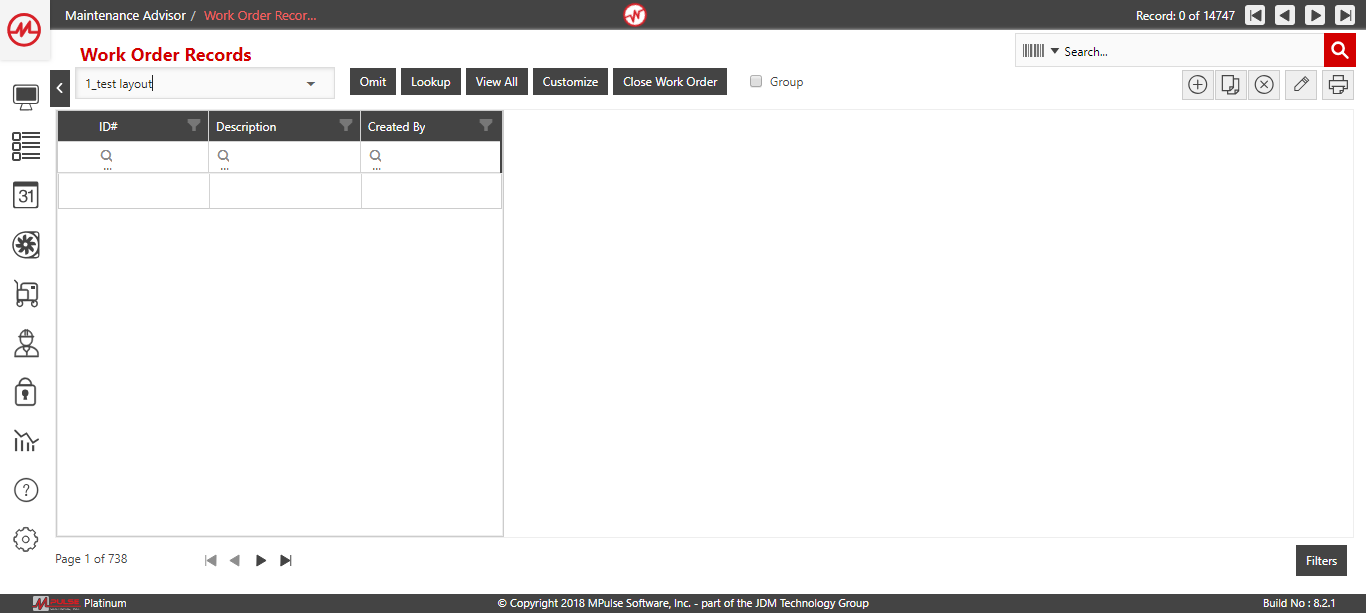 Maintenance Advisor / Work Order Recor...
Record: 0 of 14747
Work Order Records
Search...
1_test layout
Omit
Lookup
View All
Customize
Close Work Order
Group
ID#
Description
Created By
...
...
...
31
?
Page 1 of 738
Filters
MPULSE Platinum
© Copyright 2018 MPulse Software, Inc. - part of the JDM Technology Group
Build No : 8.2.1